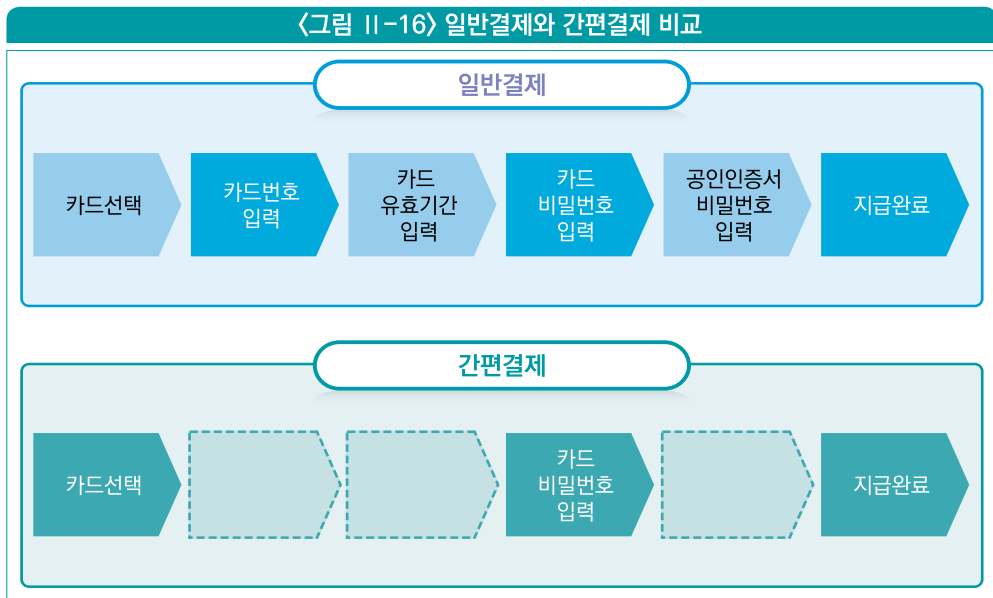 〈그림 Ⅱ-16〉 일반결제와 간편결제 비교
일반결제
카드선택
카드번호
입력
카드
유효기간
입력
카드
비밀번호
입력
공인인증서
비밀번호
입력
지급완료
간편결제
카드선택
카드
비밀번호
입력
지급완료